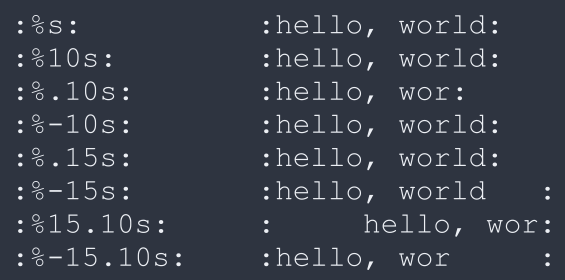 :%s:            :hello, world:
:%10s:          :hello, world:
:%.10s:         :hello, wor:
:%-10s:         :hello, world:
:%.15s:         :hello, world:
:%-15s:         :hello, world   :
:%15.10s:       :     hello, wor:
:%-15.10s:      :hello, wor     :